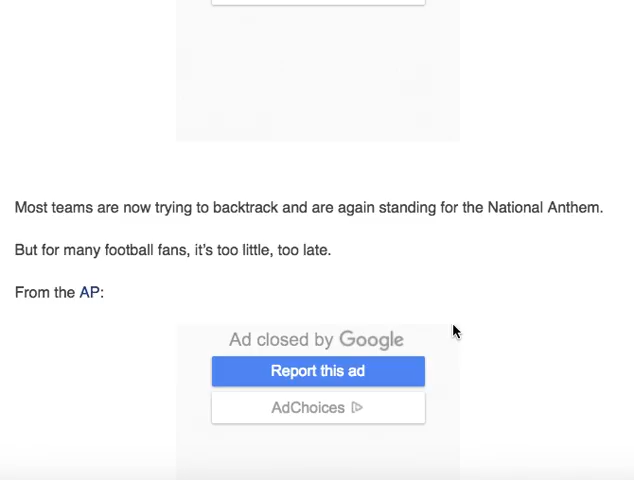 Most teams are now trying to backtrack and are again standing for the National Anthem.
But for many football fans, it's too little, too late.
From the AP:
Ad closed by Google
Report this ad
AdChoices